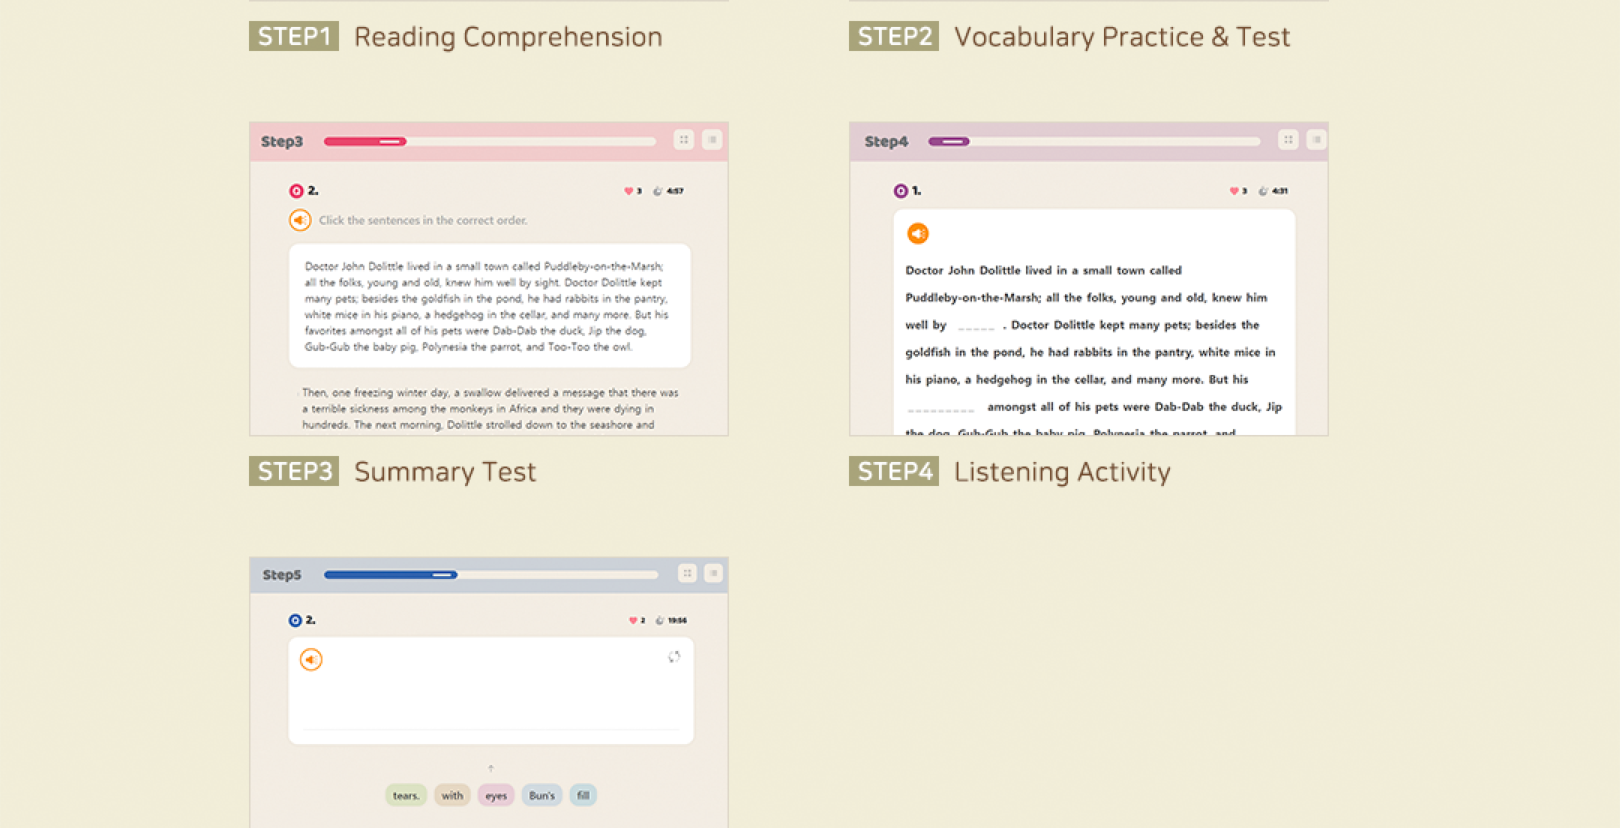 STEP1 Reading Comprehension
STEP2 Vocabulary Practice & Test
Step3
Q 2.
3 4:57
Click the sentences in the correct order.
Doctor John Dolittle lived in a small town called Puddleby-on-the-Marsh;
all the folks, young and old, knew him well by sight. Doctor Dolittle kept
many pets; besides the goldfish in the pond, he had rabbits in the pantry,
white mice in his piano, a hedgehog in the cellar, and many more. But his
favorites amongst all of his pets were Dab-Dab the duck, Jip the dog,
Gub-Gub the baby pig, Polynesia the parrot, and Too-Too the owl.
Then, one freezing winter day, a swallow delivered a message that there was
a terrible sickness among the monkeys in Africa and they were dying in
hundreds. The next morning, Dolittle strolled down to the seashore and
Step4
Q 1.
3 4:31
Doctor John Dolittle lived in a small town called
Puddleby-on-the-Marsh; all the folks, young and old, knew him
well by _____ . Doctor Dolittle kept many pets; besides the
goldfish in the pond, he had rabbits in the pantry, white mice in
his piano, a hedgehog in the cellar, and many more. But his
_________ amongst all of his pets were Dab-Dab the duck, Jip
the dog, Gub-Gub the baby pig, Polynesia the parrot, and
STEP3 Summary Test
STEP4 Listening Activity
Step5
Q 2.
2 19:56
tears. with eyes Bun's fill